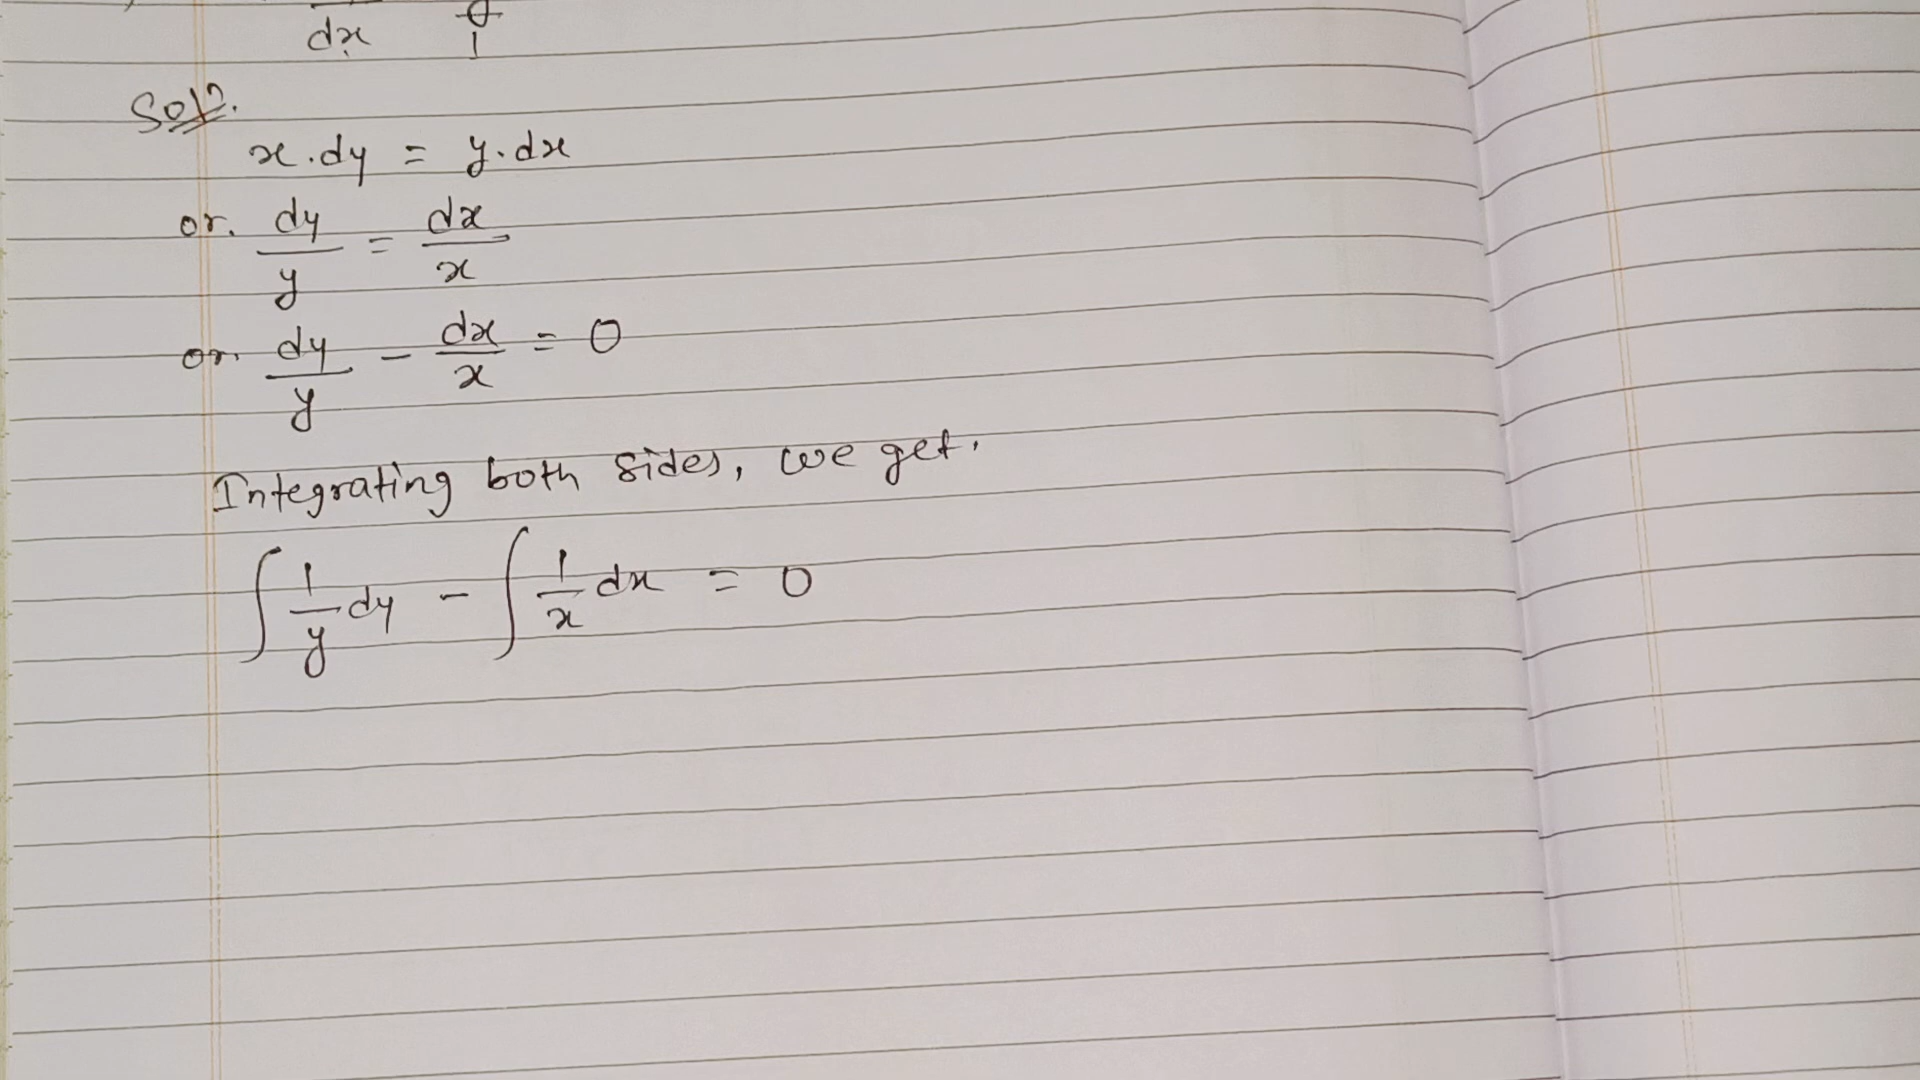 dx
Solⁿ.
x.dy = y.dx
or. dy/y = dx/x
or. dy/y - dx/x = 0
Integrating both sides, we get.
∫ 1/y dy - ∫ 1/x dx = 0